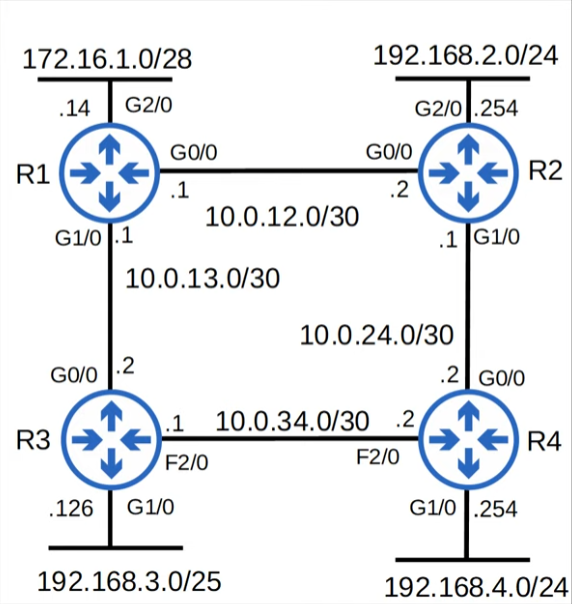 172.16.1.0/28
192.168.2.0/24
.14
G2/0
G2/0
.254
R1
G0/0
G0/0
R2
.1
.2
10.0.12.0/30
G1/0
.1
.1
G1/0
10.0.13.0/30
10.0.24.0/30
G0/0
.2
.2
G0/0
R3
.1
10.0.34.0/30
.2
R4
F2/0
F2/0
.126
G1/0
G1/0
.254
192.168.3.0/25
192.168.4.0/24